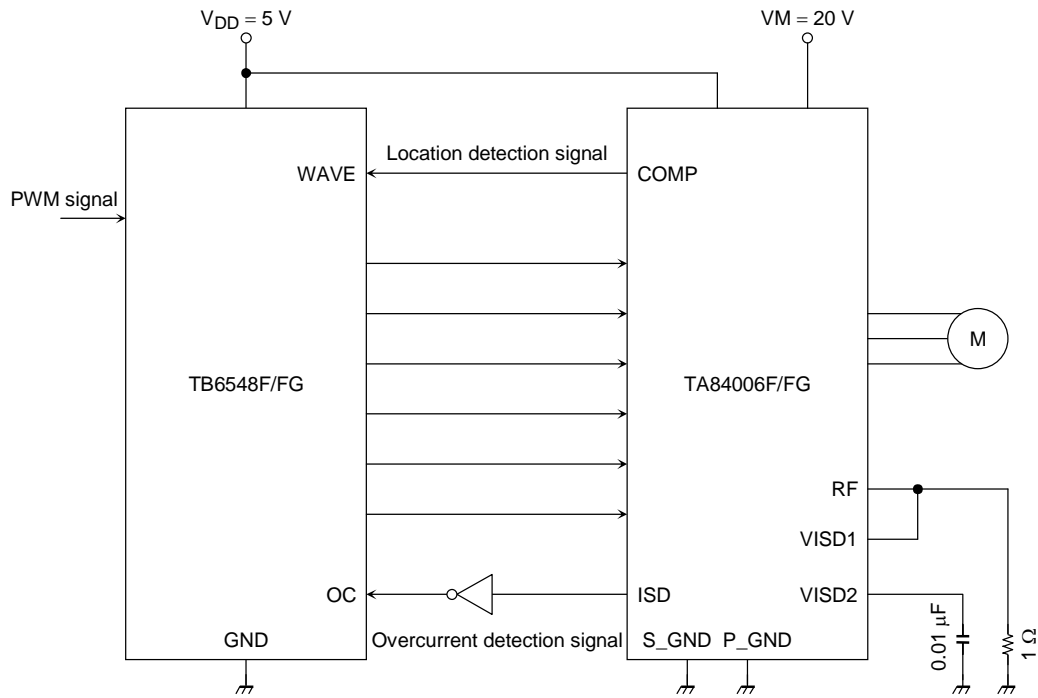 V_DD = 5 V
VM = 20 V
Location detection signal
WAVE
COMP
PWM signal
M
TB6548F/FG
TA84006F/FG
RF
VISD1
OC
ISD
VISD2
Overcurrent detection signal
GND
S_GND
P_GND
0.01 μF
1 Ω